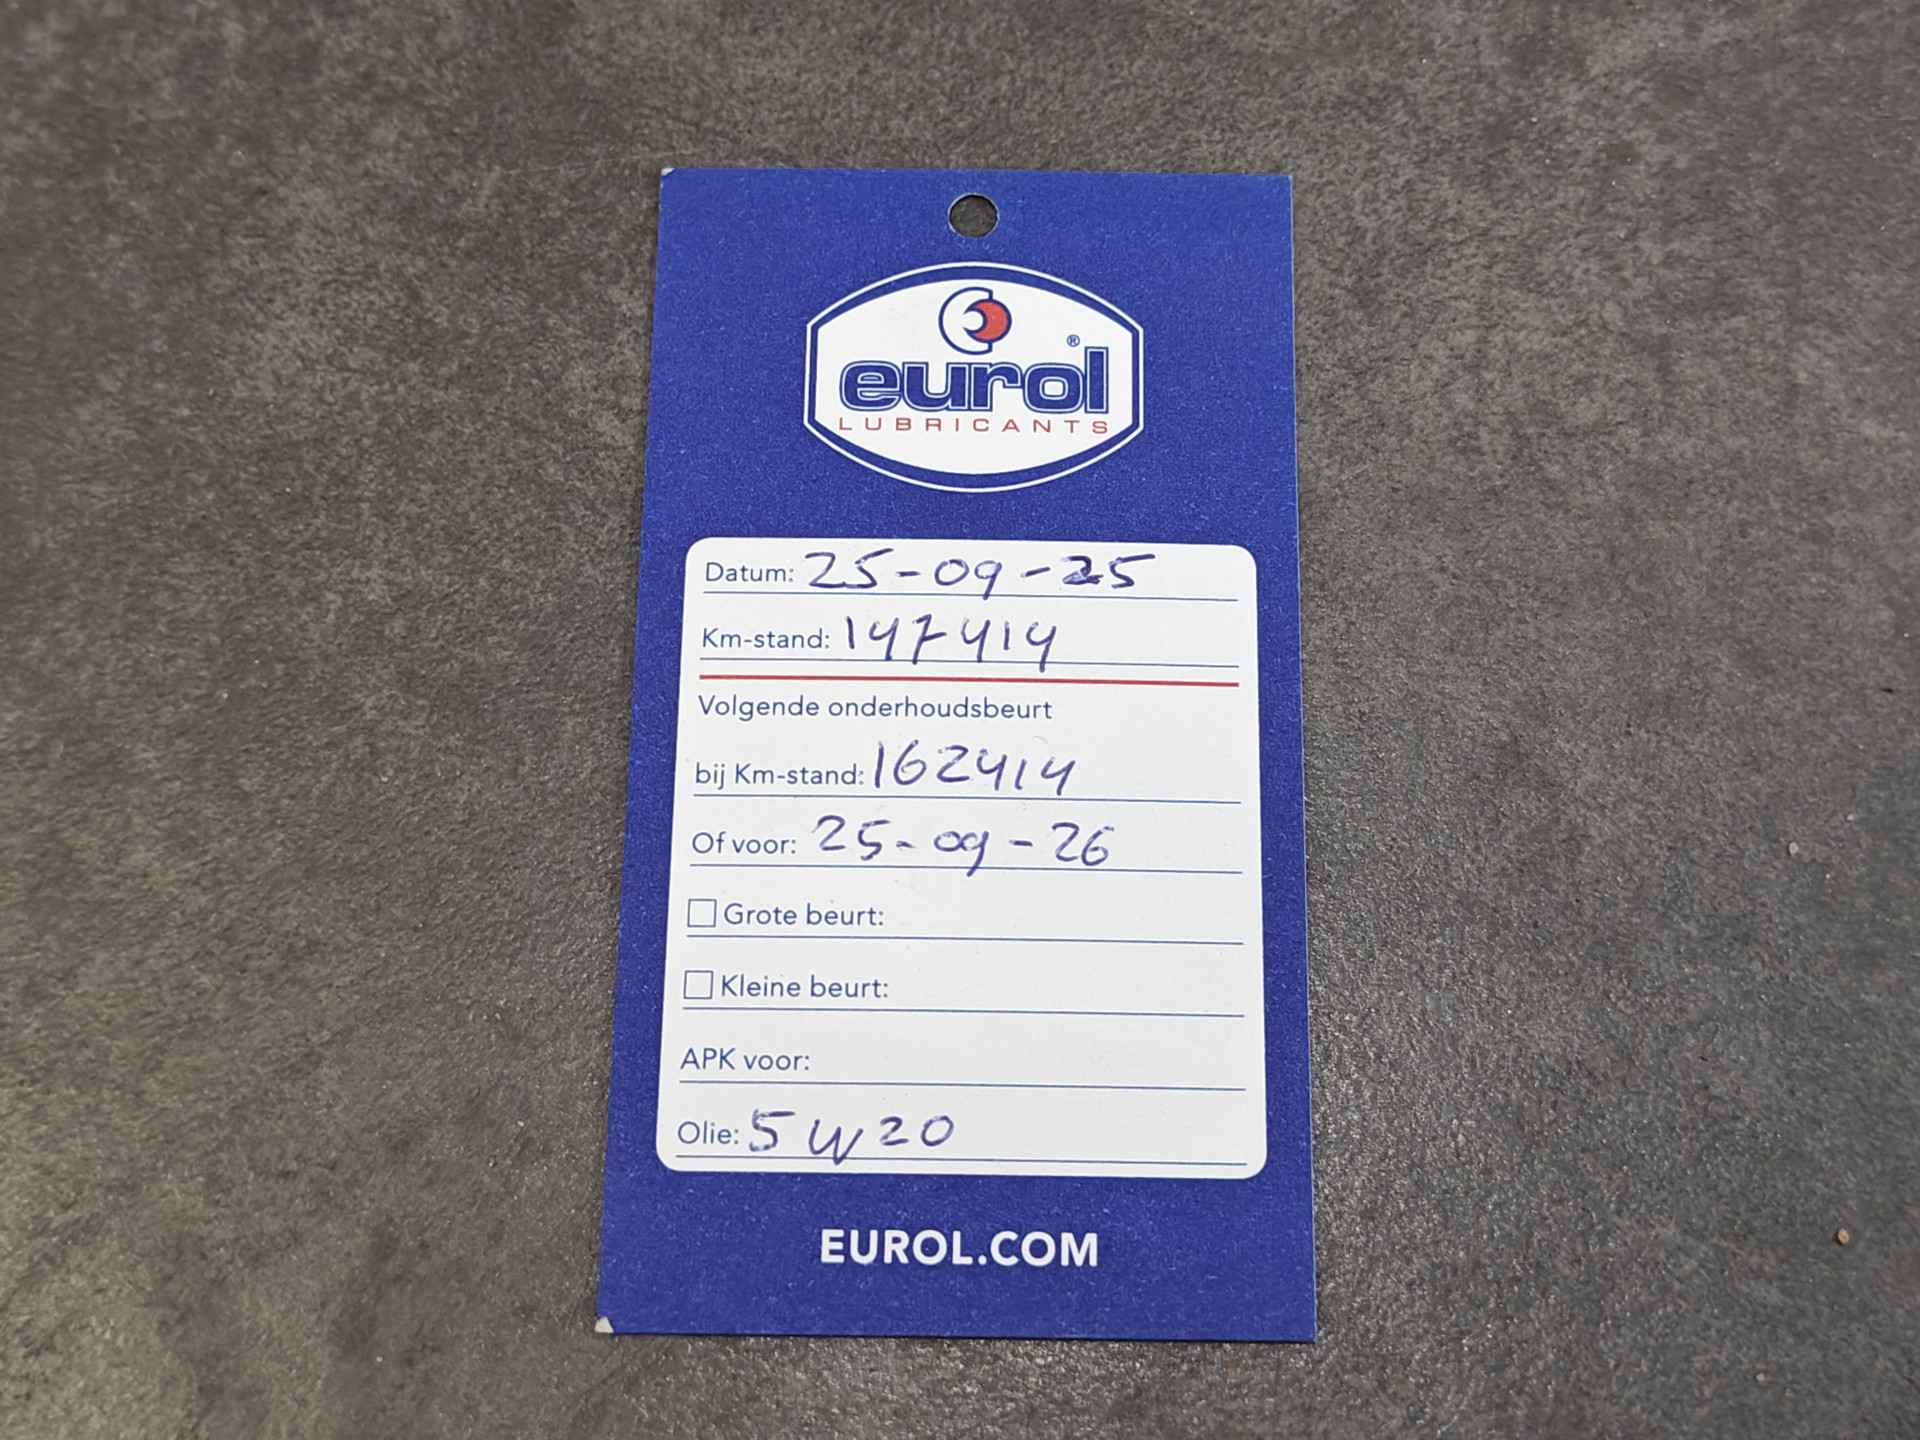 eurol®
LUBRICANTS
Datum: 25-09-25
Km-stand: 147414
Volgende onderhoudsbeurt
bij Km-stand: 162414
Of voor: 25-09-26
Grote beurt:
Kleine beurt:
APK voor:
Olie: 5W20
EUROL.COM